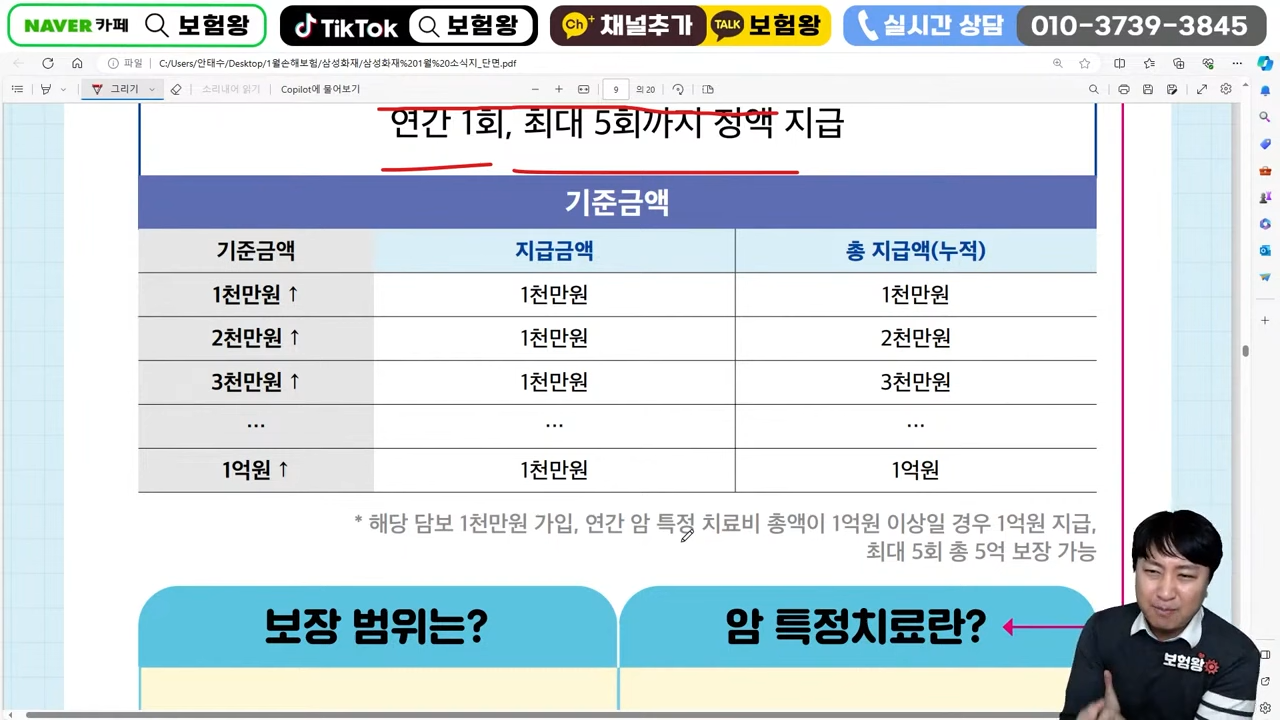 NAVER 카페 보험왕
TikTok 보험왕
Ch+ 채널추가 TALK 보험왕
실시간 상담 010-3739-3845
파일 C:/Users/안태수/Desktop/1월손해보험/삼성화재/삼성화재%201월%20소식지_단면.pdf
그리기 소리내어 읽기 Copilot에 물어보기 9 의 20
연간 1회, 최대 5회까지 정액 지급
기준금액
기준금액 지급금액 총 지급액(누적)
1천만원 ↑ 1천만원 1천만원
2천만원 ↑ 1천만원 2천만원
3천만원 ↑ 1천만원 3천만원
... ... ...
1억원 ↑ 1천만원 1억원
* 해당 담보 1천만원 가입, 연간 암 특정 치료비 총액이 1억원 이상일 경우 1억원 지급,
최대 5회 총 5억 보장 가능
보장 범위는? 암 특정치료란?
보험왕